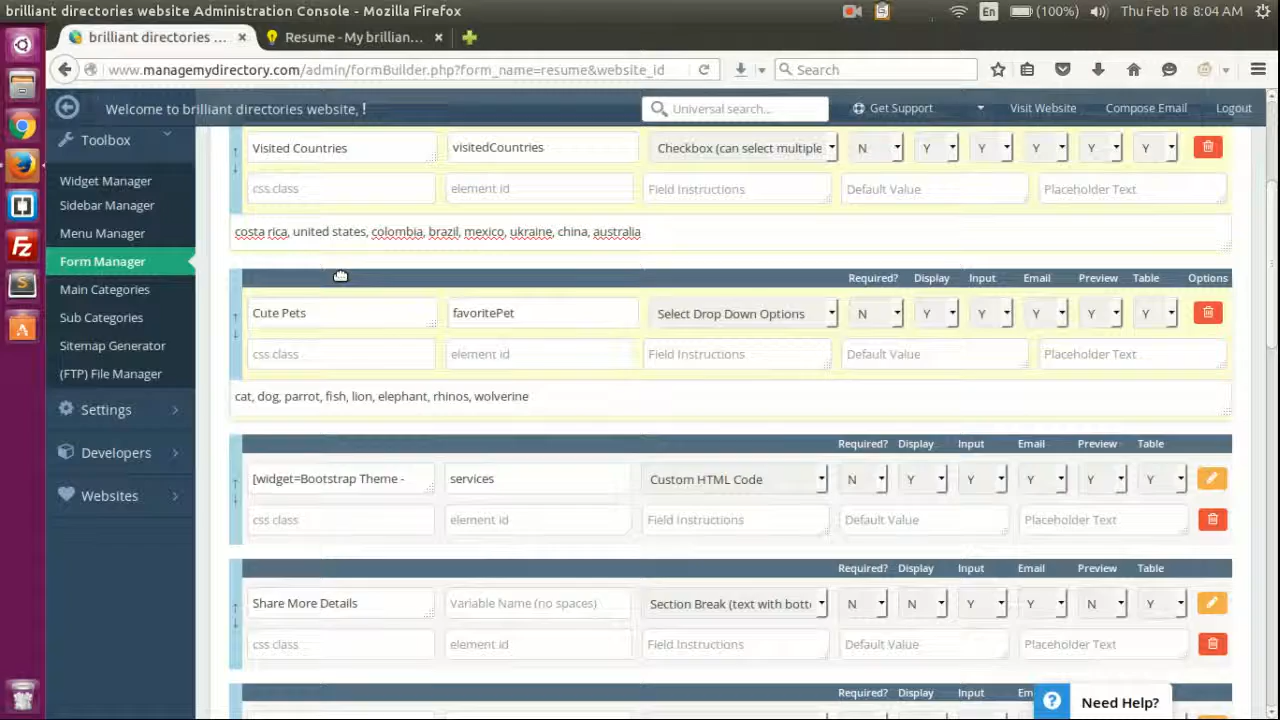 brilliant directories website Administration Console - Mozilla Firefox
En (100%) Thu Feb 18 8:04 AM
brilliant directories ... × Resume - My brillian... ×
www.managemydirectory.com/admin/formBuilder.php?form_name=resume&website_id
Search
Welcome to brilliant directories website, !
Universal search...
Get Support
Visit Website
Compose Email
Logout
Toolbox
Widget Manager
Sidebar Manager
Menu Manager
Form Manager
Main Categories
Sub Categories
Sitemap Generator
(FTP) File Manager
Settings
Developers
Websites
Visited Countries visitedCountries Checkbox (can select multiple N Y Y Y Y Y
css class element id Field Instructions Default Value Placeholder Text
costa rica, united states, colombia, brazil, mexico, ukraine, china, australia
Required? Display Input Email Preview Table Options
Cute Pets favoritePet Select Drop Down Options N Y Y Y Y Y
css class element id Field Instructions Default Value Placeholder Text
cat, dog, parrot, fish, lion, elephant, rhinos, wolverine
Required? Display Input Email Preview Table
[widget=Bootstrap Theme - services Custom HTML Code N Y Y Y Y Y
css class element id Field Instructions Default Value Placeholder Text
Required? Display Input Email Preview Table
Share More Details Variable Name (no spaces) Section Break (text with bott N N Y Y N Y
css class element id Field Instructions Default Value Placeholder Text
Required? Display Input Preview Table
Need Help?